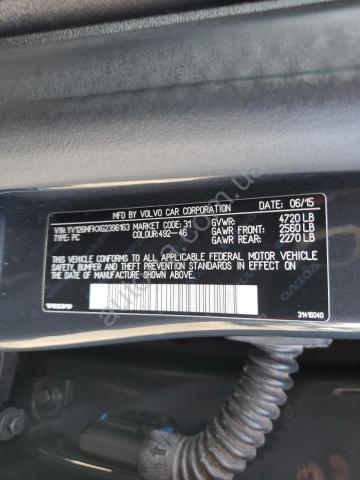 MFD BY VOLVO CAR CORPORATION 06/15
VIN: YV126MFKXG2396163 MARKET CODE: 31 GVWR: 4720 LB
TYPE: PC COLOUR:492-46 GAWR FRONT: 2560 LB
GAWR REAR: 2270 LB
THIS VEHICLE CONFORMS TO ALL APPLICABLE FEDERAL MOTOR VEHICLE
SAFETY, BUMPER AND THEFT PREVENTION STANDARDS IN EFFECT ON THE
DATE OF MANUFACTURE SHOWN ABOVE.
VOLVO 31416040